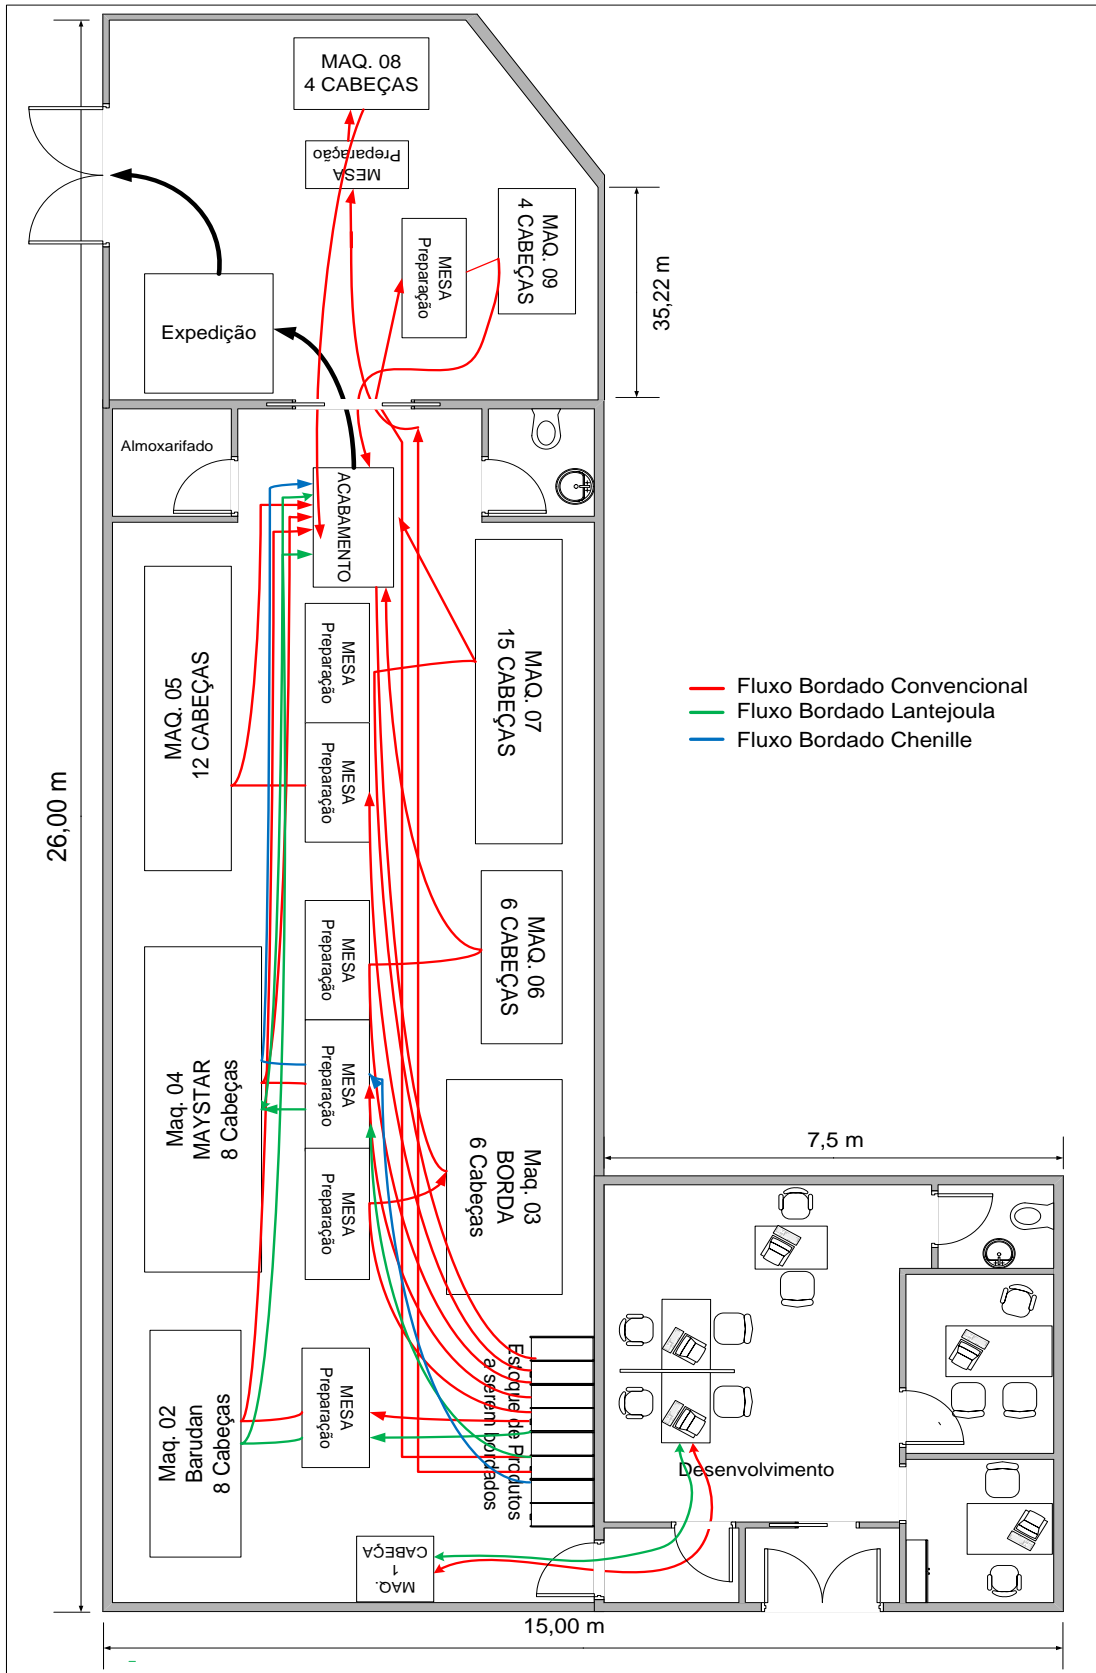 MAQ. 08
4 CABEÇAS
MESA
Preparação
MAQ. 09
4 CABEÇAS
MESA
Preparação
35,22 m
Expedição
Almoxarifado
ACABAMENTO
MAQ. 05
12 CABEÇAS
MESA
Preparação
MESA
Preparação
MAQ. 07
15 CABEÇAS
Fluxo Bordado Convencional
Fluxo Bordado Lantejoula
Fluxo Bordado Chenille
26,00 m
MESA
Preparação
MAQ. 06
6 CABEÇAS
Maq. 04
MAYSTAR
8 Cabeças
MESA
Preparação
MESA
Preparação
Maq. 03
BORDA
6 Cabeças
7,5 m
Maq. 02
Barudan
8 Cabeças
MESA
Preparação
Estoque de Produtos
a serem bordados
Desenvolvimento
MAQ.
1
CABEÇA
15,00 m